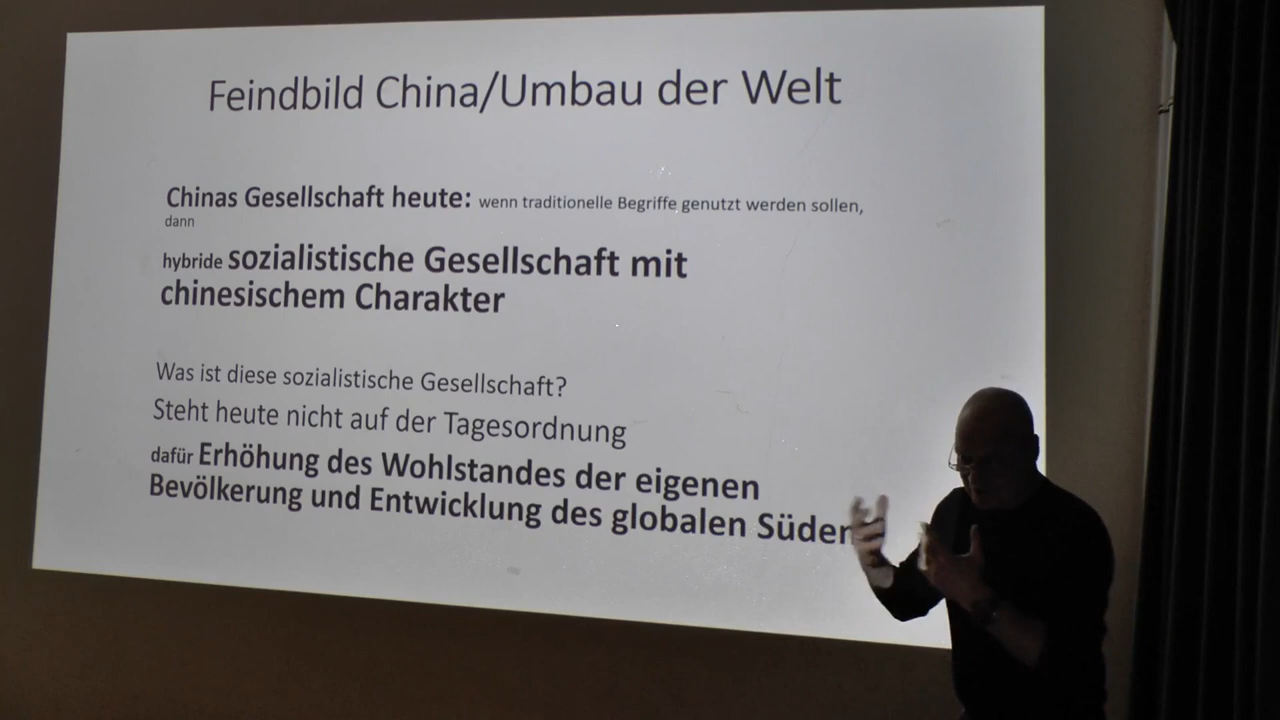 Feindbild China/Umbau der Welt
Chinas Gesellschaft heute: wenn traditionelle Begriffe genutzt werden sollen,
dann
hybride sozialistische Gesellschaft mit
chinesischem Charakter
Was ist diese sozialistische Gesellschaft?
Steht heute nicht auf der Tagesordnung
dafür Erhöhung des Wohlstandes der eigenen
Bevölkerung und Entwicklung des globalen Süden